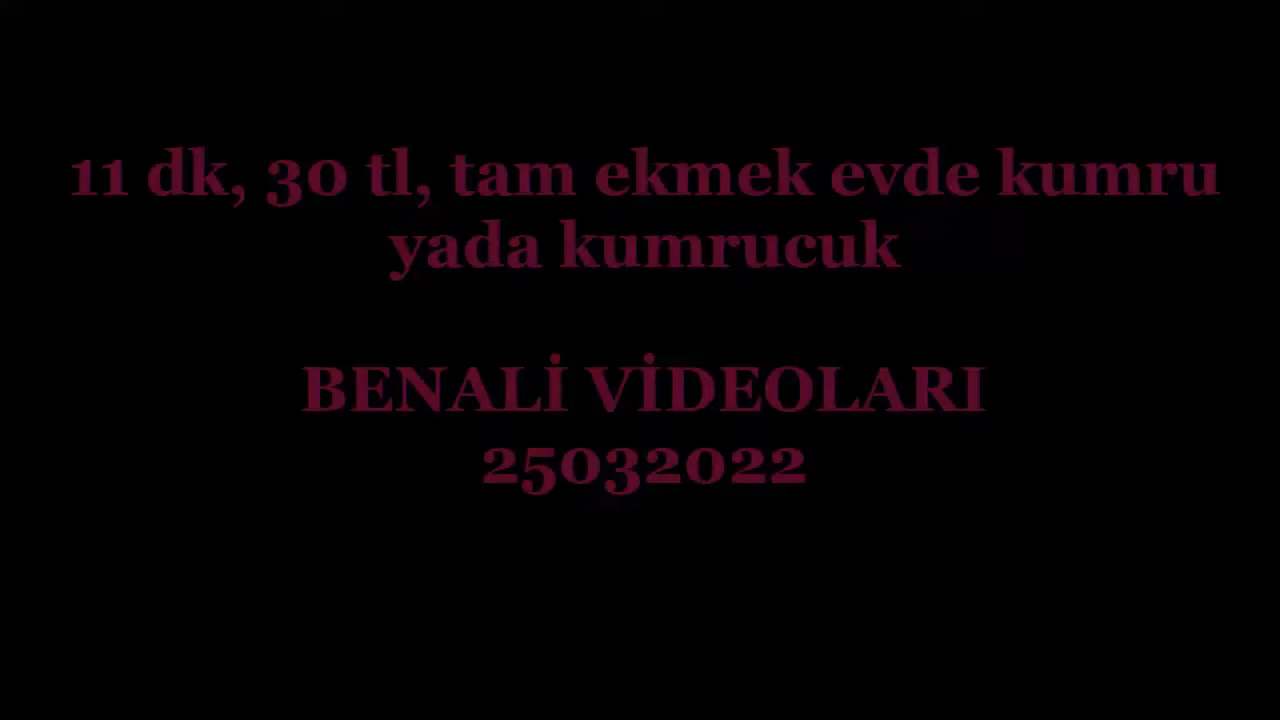 11 dk, 30 tl, tam ekmek evde kumru
yada kumrucuk
BENALİ VİDEOLARI
25032022